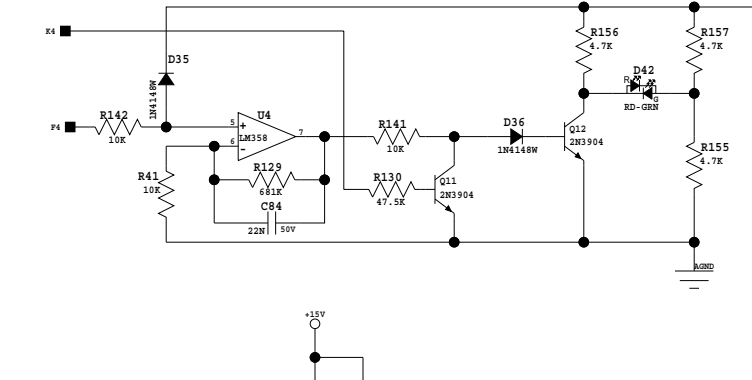 R156
4.7K
R157
4.7K
K4
D35
1N4148W
D42
R
G
RD-GRN
P4
R142
10K
5
+
U4
LM358
7
6
-
R141
10K
D36
1N4148W
Q12
2N3904
R155
4.7K
R41
10K
R129
681K
R130
47.5K
Q11
2N3904
C84
22N
50V
AGND
+15V